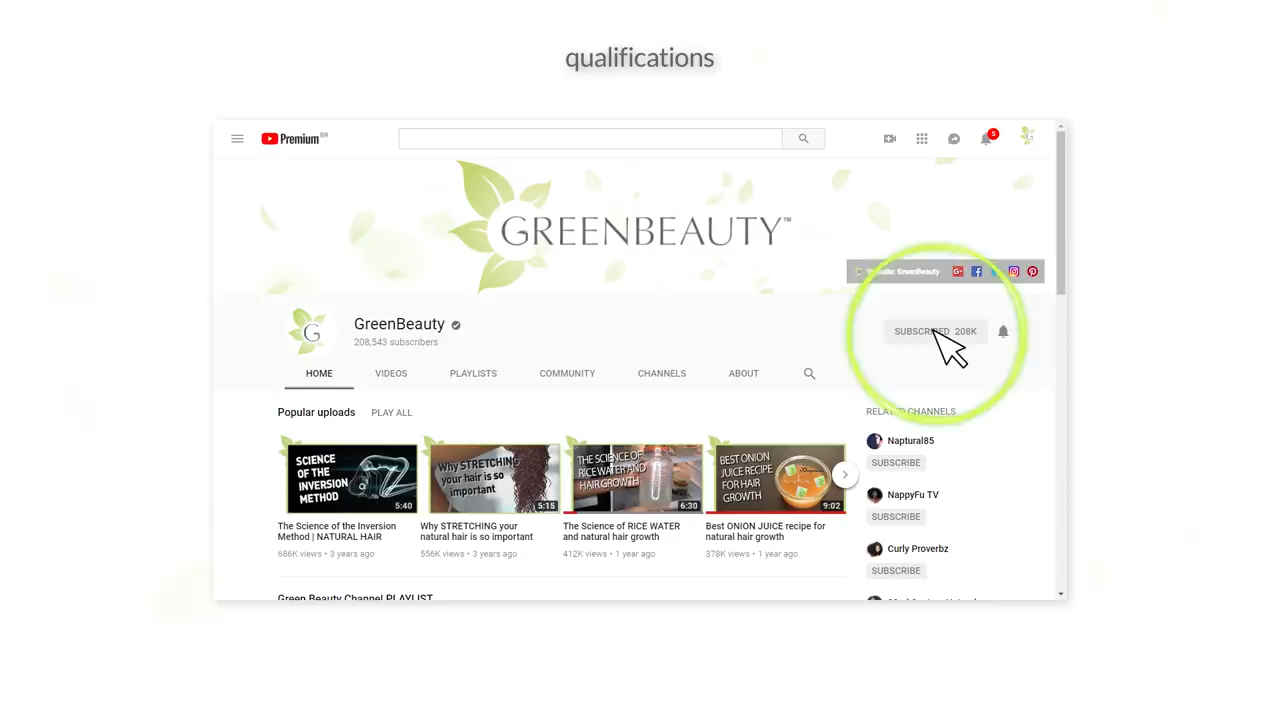 qualifications
Premium BR
5
GREENBEAUTY™
Website: GreenBeauty
GreenBeauty
208,543 subscribers
SUBSCRIBED 208K
HOME VIDEOS PLAYLISTS COMMUNITY CHANNELS ABOUT
Popular uploads PLAY ALL
SCIENCE OF THE INVERSION METHOD
5:40
The Science of the Inversion
Method | NATURAL HAIR
686K views • 3 years ago
Why STRETCHING
your hair is so
important
5:15
Why STRETCHING your
natural hair is so important
556K views • 3 years ago
THE SCIENCE OF
RICE WATER AND
HAIR GROWTH
6:30
The Science of RICE WATER
and natural hair growth
412K views • 1 year ago
BEST ONION
JUICE RECIPE
FOR HAIR
GROWTH
9:02
Best ONION JUICE recipe for
natural hair growth
378K views • 1 year ago
RELATED CHANNELS
Naptural85
SUBSCRIBE
NappyFu TV
SUBSCRIBE
Curly Proverbz
SUBSCRIBE
Green Beauty Channel PLAYLIST